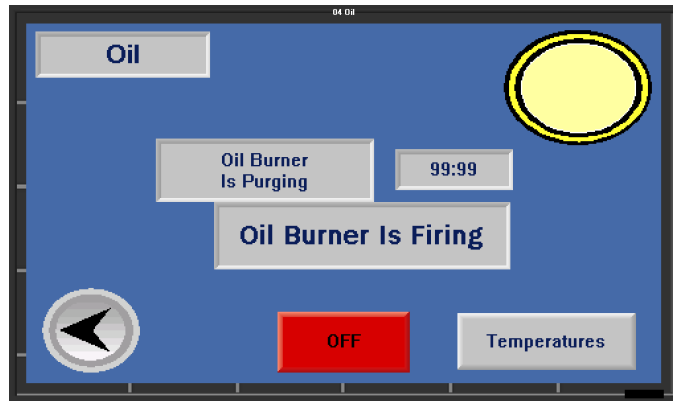 04 Oil
Oil
Oil Burner
Is Purging
99:99
Oil Burner Is Firing
OFF
Temperatures